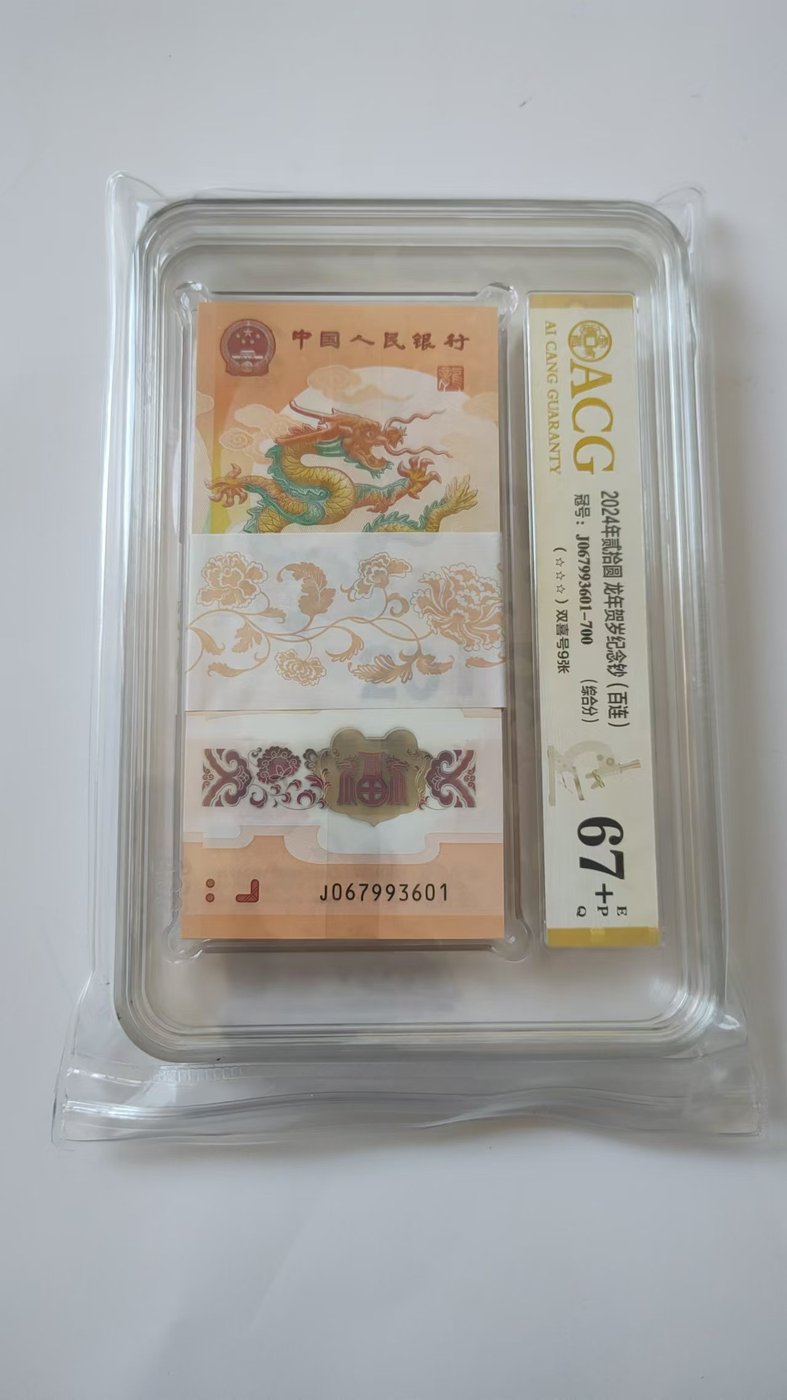 中国人民银行
J067993601
ACG
AI CANG GUARANTY
2024年贰拾圆 龙年贺岁纪念钞（百连）
冠号：J067993601-700 （综合分）
（☆☆☆）双喜号9张
67+
E
P
Q